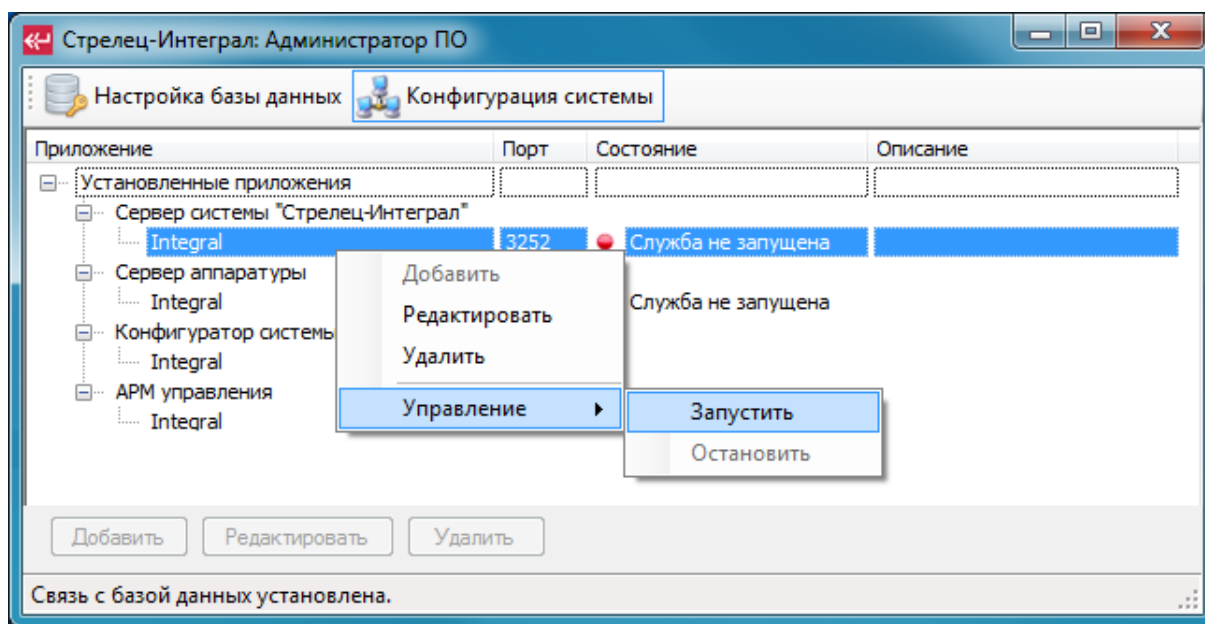 Стрелец-Интеграл: Администратор ПО
Настройка базы данных Конфигурация системы
Приложение Порт Состояние Описание
Установленные приложения
Сервер системы "Стрелец-Интеграл"
Integral 3252 Служба не запущена
Сервер аппаратуры
Integral Служба не запущена
Конфигуратор системы
Integral
АРМ управления
Integral
Добавить
Редактировать
Удалить
Управление
Запустить
Остановить
Добавить Редактировать Удалить
Связь с базой данных установлена.